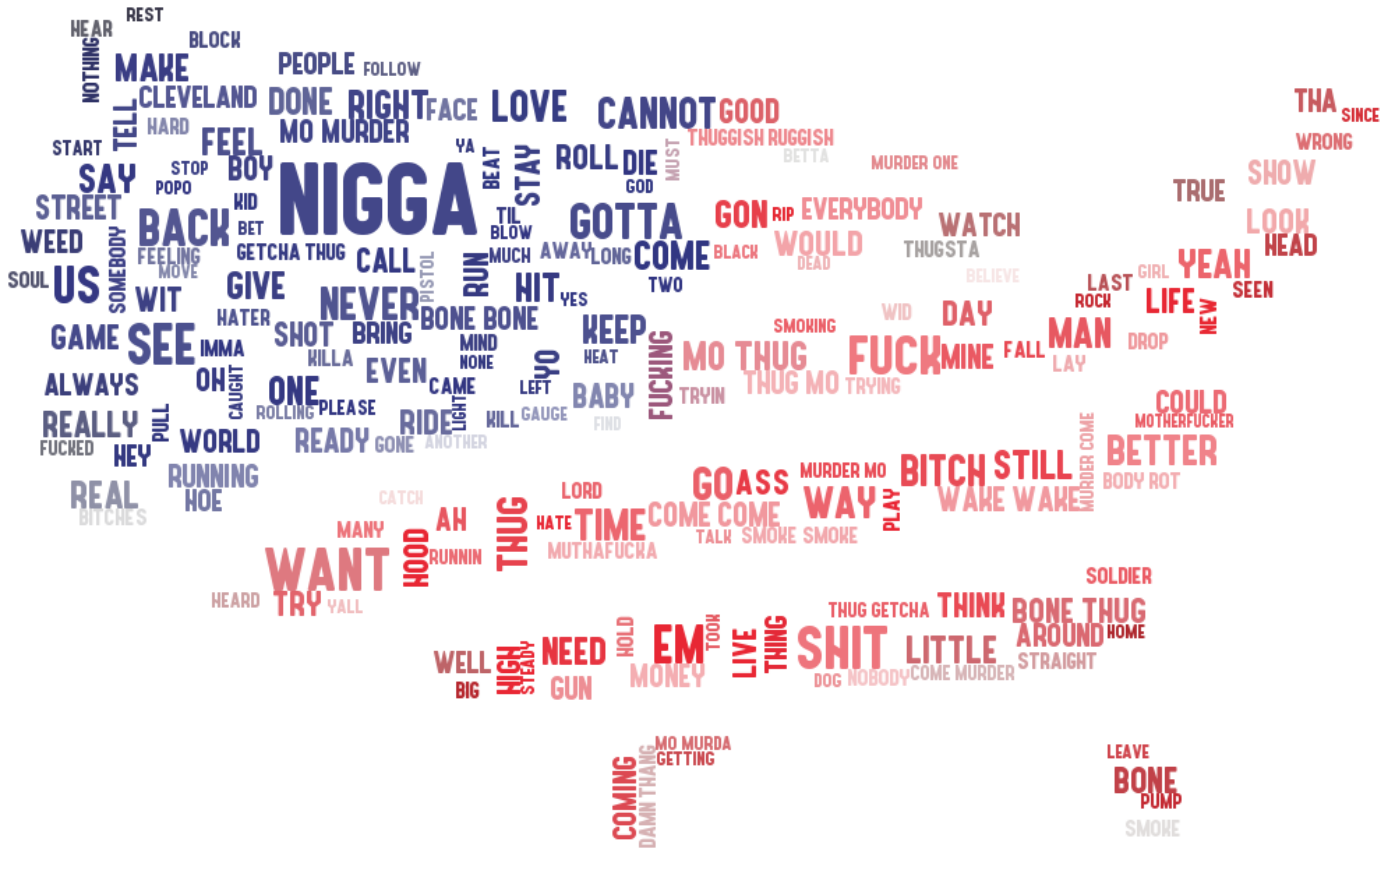 REST
HEAR
BLOCK
NOTHING
MAKE
PEOPLE
FOLLOW
CLEVELAND
DONE
RIGHT
FACE
LOVE
CANNOT
GOOD
THA
SINCE
TELL
HARD
FEEL
MO MURDER
THUGGISH RUGGISH
WRONG
START
YA
BEAT
STAY
ROLL
DIE
MUST
BETTA
MURDER ONE
SAY
STOP
BOY
POPO
NIGGA
GOD
SHOW
TRUE
STREET
BACK
KID
BET
TIL
BLOW
GOTTA
GON
RIP
EVERYBODY
WATCH
LOOK
WEED
SOMEBODY
FEELING
MOVE
GETCHA THUG
CALL
PISTOL
RUN
MUCH
AWAY
LONG
COME
BLACK
WOULD
DEAD
THUGSTA
HEAD
SOUL
US
WIT
GIVE
HIT
YES
TWO
BELIEVE
LAST
GIRL
YEAH
SEEN
ROCK
LIFE
NEW
HATER
NEVER
BONE BONE
KEEP
SMOKING
WID
DAY
GAME
SEE
IMMA
SHOT
BRING
MIND
NONE
YO
HEAT
FUCKING
MO THUG
FUCK
MINE
FALL
MAN
DROP
LAY
KILLA
EVEN
ALWAYS
OH
CAUGHT
ONE
CAME
LEFT
BABY
TRYIN
THUG MO
TRYING
ROLLING
PLEASE
RIDE
LIGHT
KILL
GAUGE
FIND
COULD
MOTHERFUCKER
REALLY
PULL
FUCKED
HEY
WORLD
READY
GONE
ANOTHER
MURDER COME
BETTER
RUNNING
HOE
GO
ASS
MURDER MO
BITCH
STILL
BODY ROT
REAL
BITCHES
CATCH
LORD
WAY
PLAY
WAKE WAKE
MANY
AH
THUG
HATE
TIME
COME COME
TALK
SMOKE SMOKE
WANT
HOOD
RUNNIN
MUTHAFUCKA
SOLDIER
HEARD
TRY
YALL
THUG GETCHA
THINK
BONE THUG
WELL
BIG
HIGH
STEADY
NEED
GUN
HOLD
EM
TOOK
MONEY
LIVE
THING
SHIT
LITTLE
AROUND
HOME
DOG
NOBODY
COME MURDER
STRAIGHT
MO MURDA
GETTING
COMING
DAMN THANG
LEAVE
BONE
PUMP
SMOKE